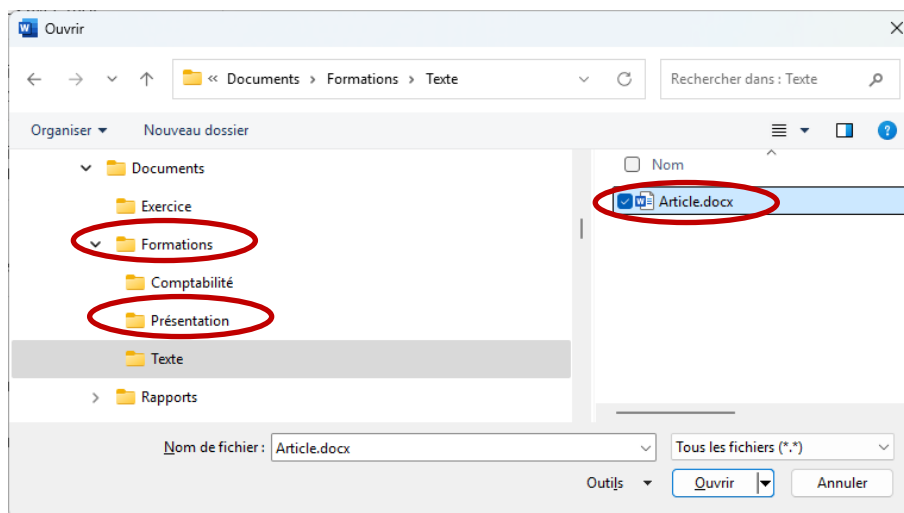 Ouvrir
« Documents › Formations › Texte
Rechercher dans : Texte
Organiser
Nouveau dossier
Documents
Exercice
Formations
Comptabilité
Présentation
Texte
Rapports
Nom
Article.docx
Nom de fichier : Article.docx
Tous les fichiers (*.*)
Outils
Ouvrir
Annuler